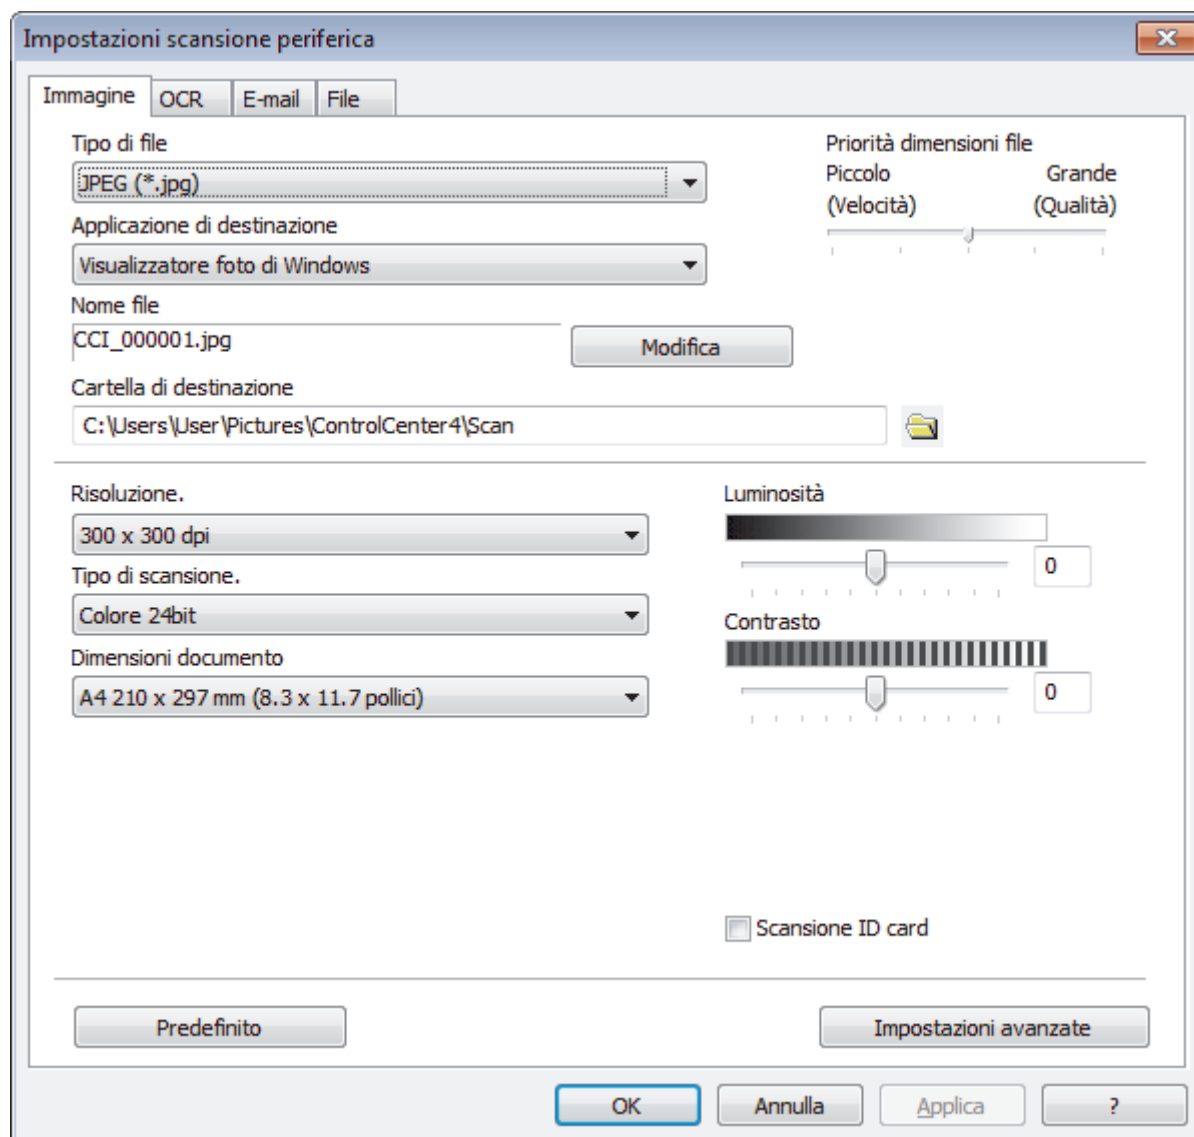 Impostazioni scansione periferica
Immagine OCR E-mail File
Tipo di file
JPEG (*.jpg)
Applicazione di destinazione
Visualizzatore foto di Windows
Nome file
CCI_000001.jpg
Modifica
Cartella di destinazione
C:\Users\User\Pictures\ControlCenter4\Scan
Priorità dimensioni file
Piccolo Grande
(Velocità) (Qualità)
Risoluzione.
300 x 300 dpi
Tipo di scansione.
Colore 24bit
Dimensioni documento
A4 210 x 297 mm (8.3 x 11.7 pollici)
Luminosità
0
Contrasto
0
Scansione ID card
Predefinito Impostazioni avanzate
OK Annulla Applica ?